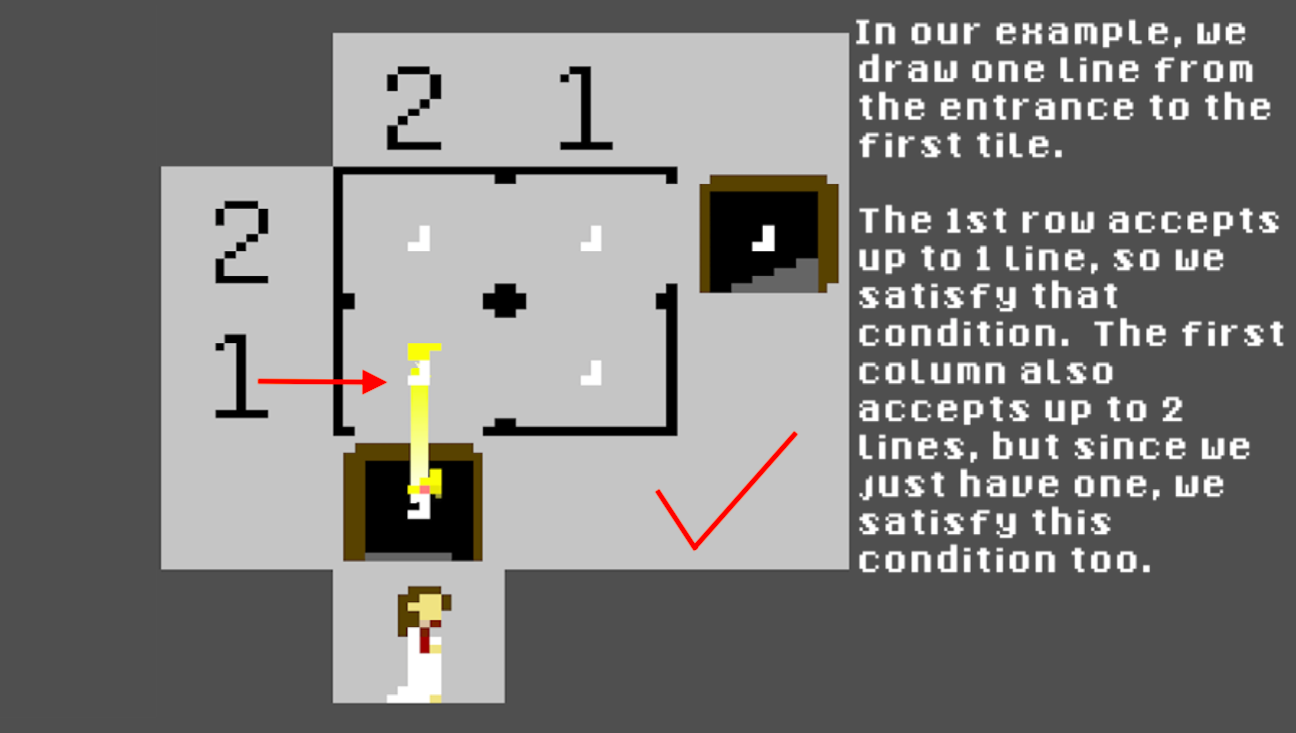 2 1
2
1
In our example, we
draw one line from
the entrance to the
first tile.
The 1st row accepts
up to 1 line, so we
satisfy that
condition. The first
column also
accepts up to 2
lines, but since we
just have one, we
satisfy this
condition too.